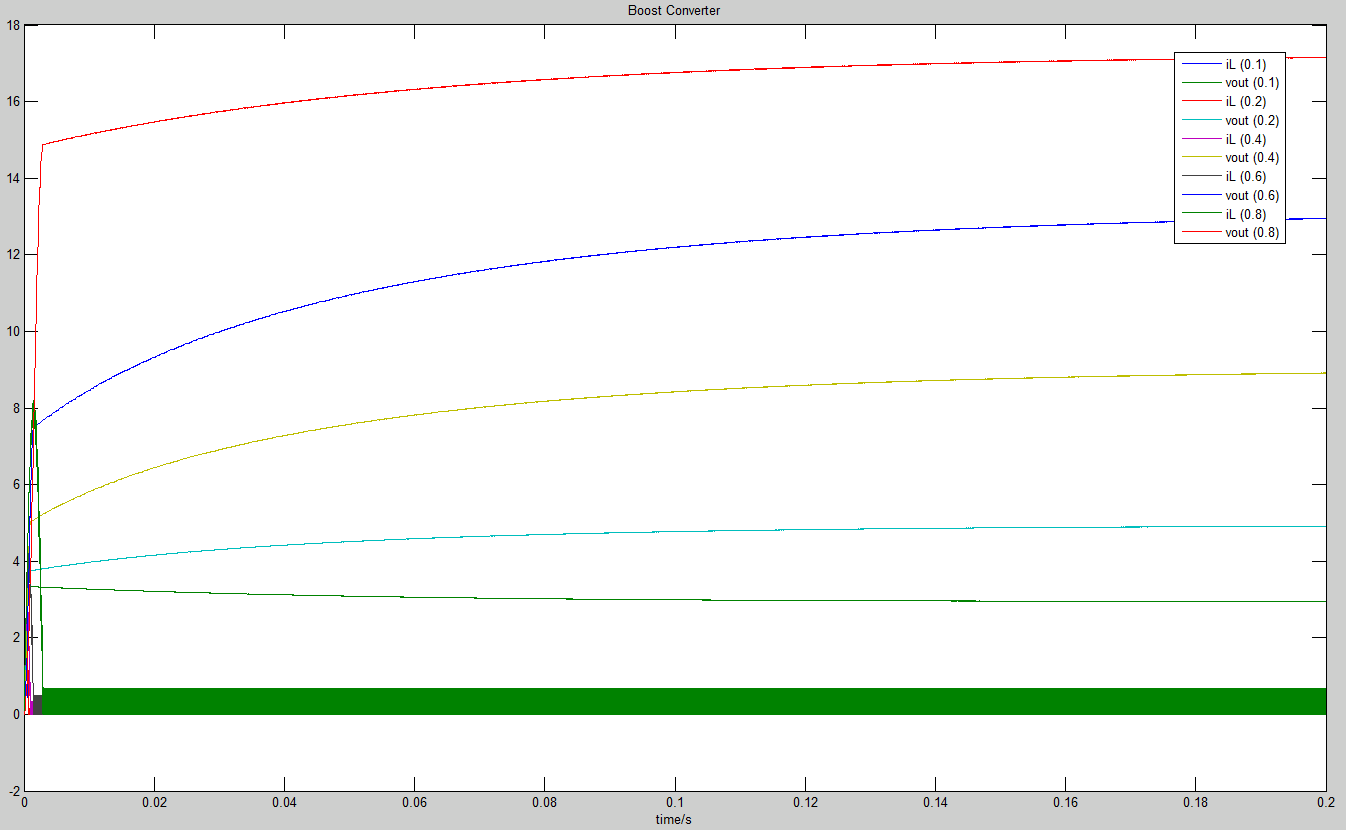 Boost Converter
18
16
14
12
10
8
6
4
2
0
-2
iL (0.1)
vout (0.1)
iL (0.2)
vout (0.2)
iL (0.4)
vout (0.4)
iL (0.6)
vout (0.6)
iL (0.8)
vout (0.8)
0 0.02 0.04 0.06 0.08 0.1 0.12 0.14 0.16 0.18 0.2
time/s